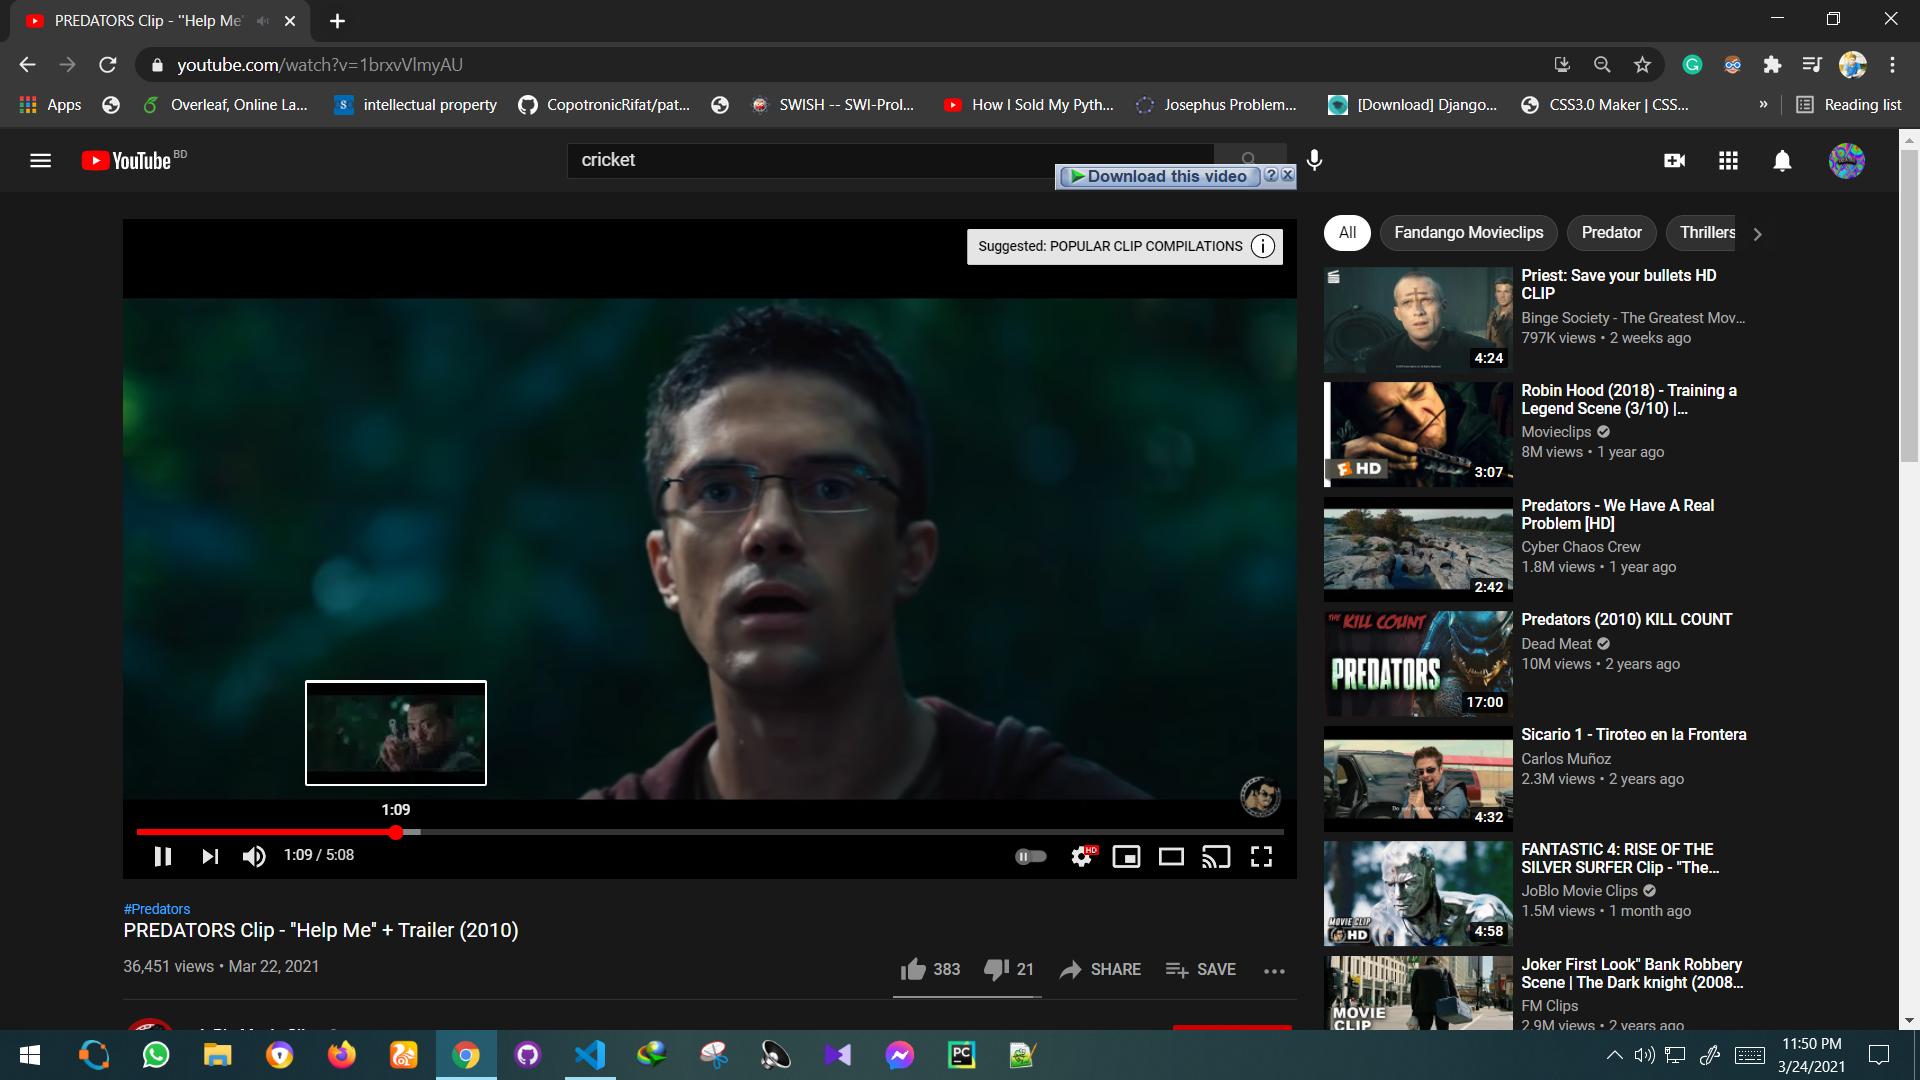 PREDATORS Clip - "Help Me"
youtube.com/watch?v=1brxvVlmyAU
Apps
Overleaf, Online La...
intellectual property
CopotronicRifat/pat...
SWISH -- SWI-Prol...
How I Sold My Pyth...
Josephus Problem...
[Download] Django...
CSS3.0 Maker | CSS...
»
Reading list
YouTube BD
cricket
Download this video
Suggested: POPULAR CLIP COMPILATIONS
All
Fandango Movieclips
Predator
Thrillers
Priest: Save your bullets HD
CLIP
Binge Society - The Greatest Mov...
797K views • 2 weeks ago
4:24
Robin Hood (2018) - Training a
Legend Scene (3/10) |...
Movieclips
8M views • 1 year ago
HD
3:07
Predators - We Have A Real
Problem [HD]
Cyber Chaos Crew
1.8M views • 1 year ago
2:42
THE KILL COUNT
PREDATORS
17:00
Predators (2010) KILL COUNT
Dead Meat
10M views • 2 years ago
Sicario 1 - Tiroteo en la Frontera
Carlos Muñoz
2.3M views • 2 years ago
Do you want to die?
4:32
FANTASTIC 4: RISE OF THE
SILVER SURFER Clip - "The...
JoBlo Movie Clips
1.5M views • 1 month ago
MOVIE CLIP
HD
4:58
Joker First Look" Bank Robbery
Scene | The Dark knight (2008...
FM Clips
2.9M views • 2 years ago
MOVIE
CLIP
1:09
1:09 / 5:08
HD
#Predators
PREDATORS Clip - "Help Me" + Trailer (2010)
36,451 views • Mar 22, 2021
383
21
SHARE
SAVE
PC
11:50 PM
3/24/2021